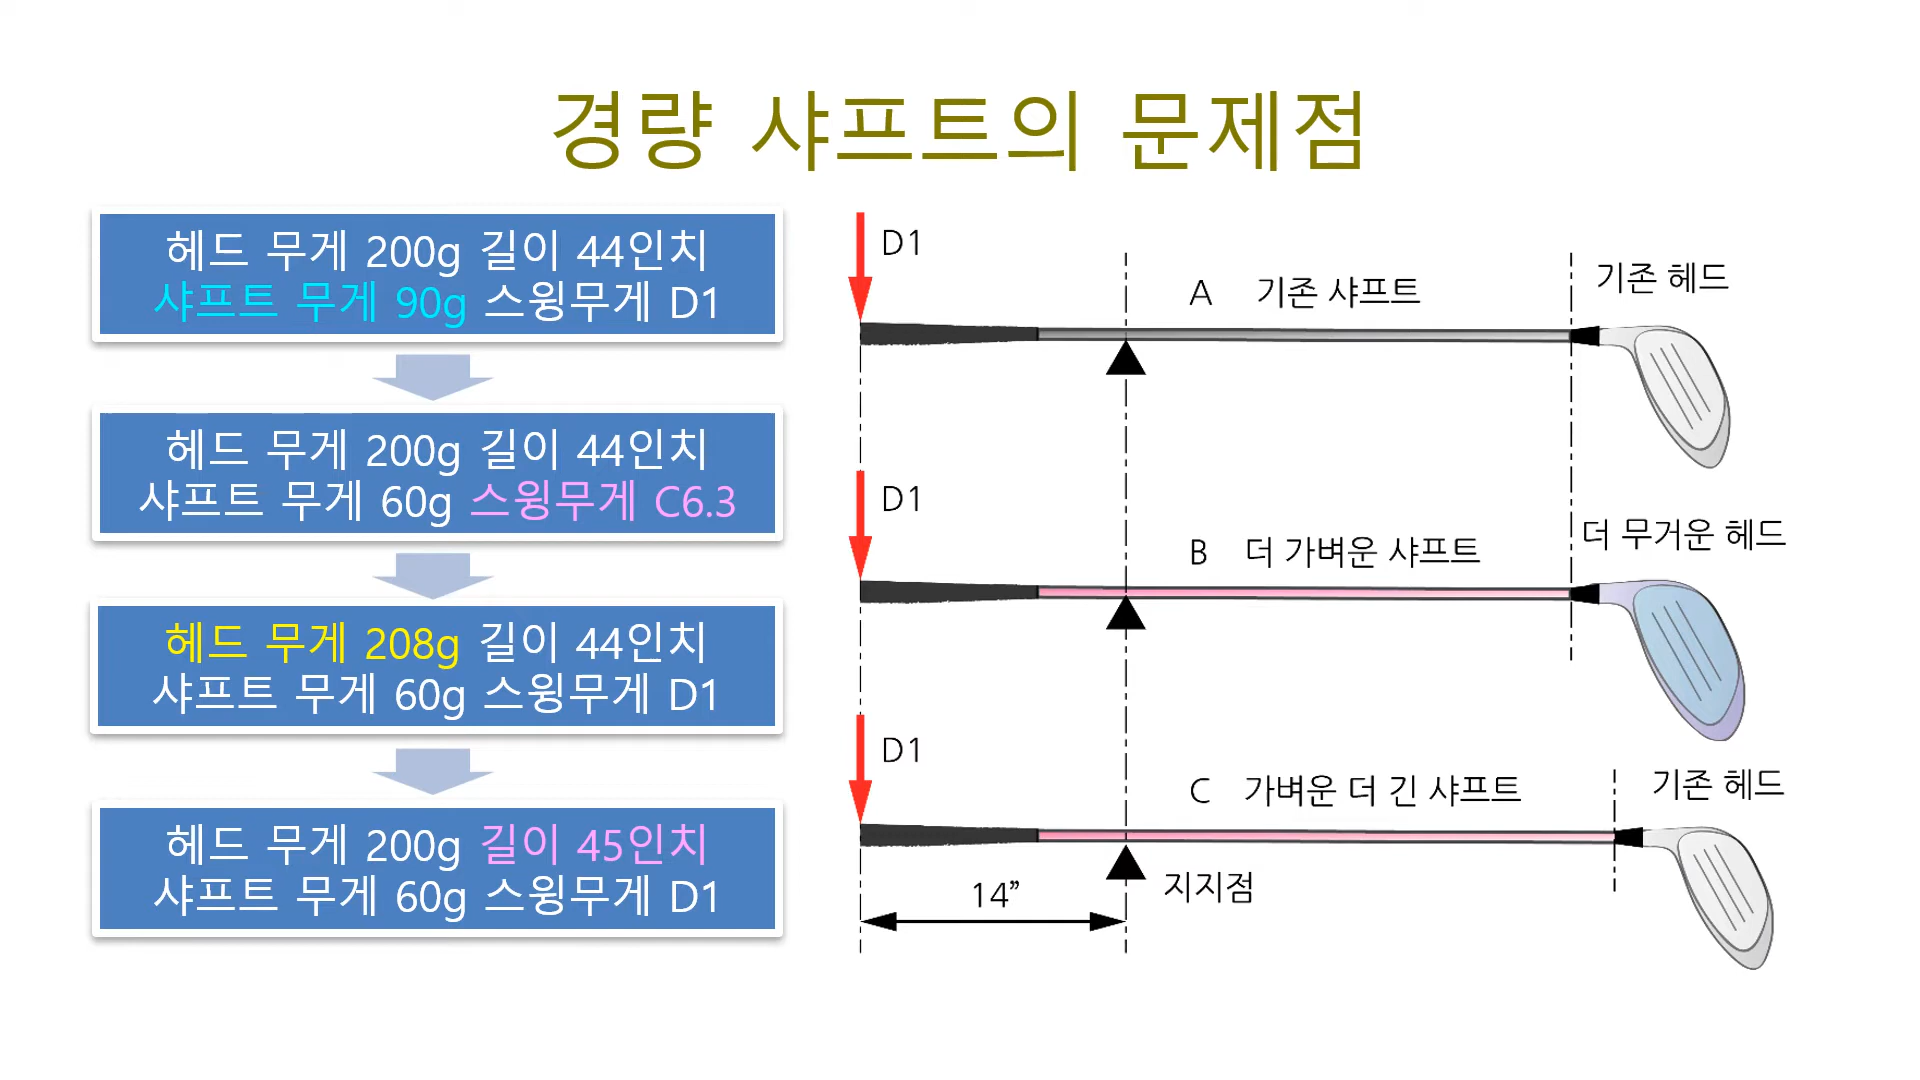 경량 샤프트의 문제점
헤드 무게 200g 길이 44인치
샤프트 무게 90g 스윙무게 D1
헤드 무게 200g 길이 44인치
샤프트 무게 60g 스윙무게 C6.3
헤드 무게 208g 길이 44인치
샤프트 무게 60g 스윙무게 D1
헤드 무게 200g 길이 45인치
샤프트 무게 60g 스윙무게 D1
D1
A 기존 샤프트
기존 헤드
D1
B 더 가벼운 샤프트
더 무거운 헤드
D1
C 가벼운 더 긴 샤프트
기존 헤드
14”
지지점